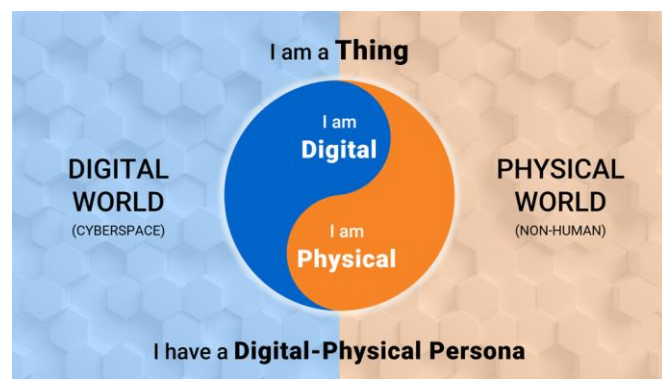 I am a Thing
I am
Digital
DIGITAL
WORLD
(CYBERSPACE)
PHYSICAL
WORLD
(NON-HUMAN)
I am
Physical
I have a Digital-Physical Persona